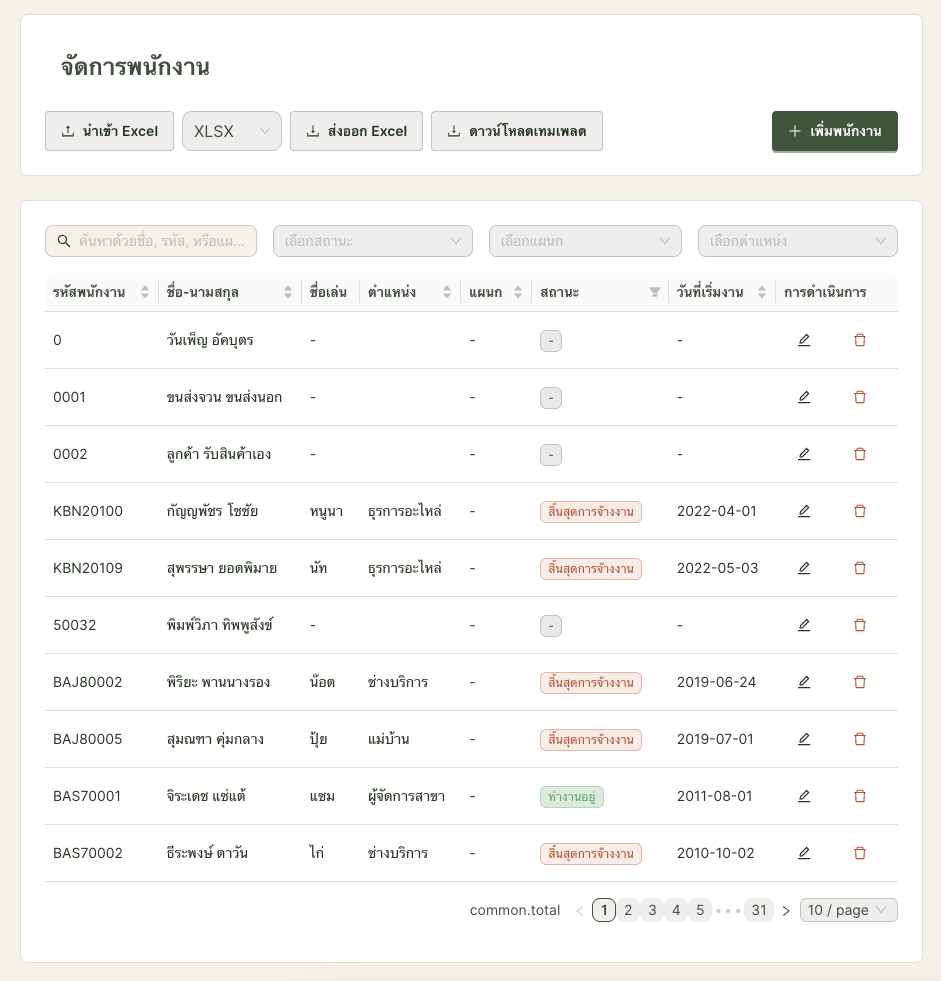 จัดการพนักงาน
นำเข้า Excel XLSX ส่งออก Excel ดาวน์โหลดเทมเพลต + เพิ่มพนักงาน
ค้นหาด้วยชื่อ, รหัส, หรือแผ... เลือกสถานะ เลือกแผนก เลือกตำแหน่ง
รหัสพนักงาน ชื่อ-นามสกุล ชื่อเล่น ตำแหน่ง แผนก สถานะ วันที่เริ่มงาน การดำเนินการ
0 วันเพ็ญ อัคบุตร - - - -
0001 ขนส่งจวน ขนส่งนอก - - - -
0002 ลูกค้า รับสินค้าเอง - - - -
KBN20100 กัญญพัชร โชชัย หนูนา ธุรการอะไหล่ - สิ้นสุดการจ้างงาน 2022-04-01
KBN20109 สุพรรษา ยอดพิมาย นัท ธุรการอะไหล่ - สิ้นสุดการจ้างงาน 2022-05-03
50032 พิมพ์วิภา ทิพพูสังข์ - - - -
BAJ80002 พิริยะ พานนางรอง น๊อต ช่างบริการ - สิ้นสุดการจ้างงาน 2019-06-24
BAJ80005 สุมณฑา คุ่มกลาง ปุ้ย แม่บ้าน - สิ้นสุดการจ้างงาน 2019-07-01
BAS70001 จิระเดช แซ่แต้ แซม ผู้จัดการสาขา - ทำงานอยู่ 2011-08-01
BAS70002 ธีระพงษ์ ตาวัน ไก่ ช่างบริการ - สิ้นสุดการจ้างงาน 2010-10-02
common.total < 1 2 3 4 5 ••• 31 > 10 / page